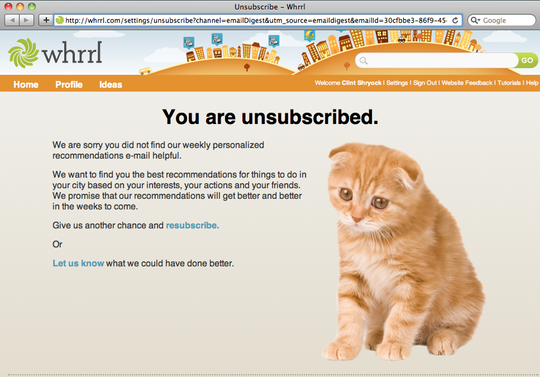 Unsubscribe – Whrrl
http://whrrl.com/settings/unsubscribe?channel=emailDigest&utm_source=emaildigest&emailId=30cfbbe3-86f9-45
Google
whrrl
GO
Home Profile Ideas
Welcome Clint Shryock | Settings | Sign Out | Website Feedback | Tutorials | Help
You are unsubscribed.
We are sorry you did not find our weekly personalized
recommendations e-mail helpful.
We want to find you the best recommendations for things to do in
your city based on your interests, your actions and your friends.
We promise that our recommendations will get better and better
in the weeks to come.
Give us another chance and resubscribe.
Or
Let us know what we could have done better.